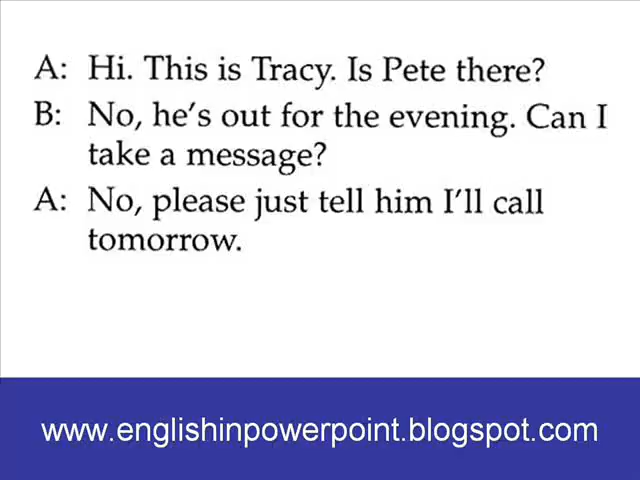 A: Hi. This is Tracy. Is Pete there?
B: No, he's out for the evening. Can I
take a message?
A: No, please just tell him I'll call
tomorrow.
www.englishinpowerpoint.blogspot.com